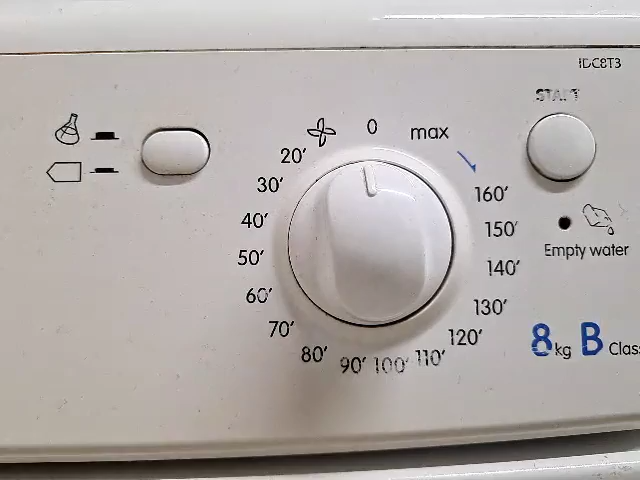 IDC8T3
START
0
max
20′
30′
160′
40′
150′
50′
Empty water
140′
60′
130′
70′
120′
8kg B Class
80′
90′ 100′ 110′